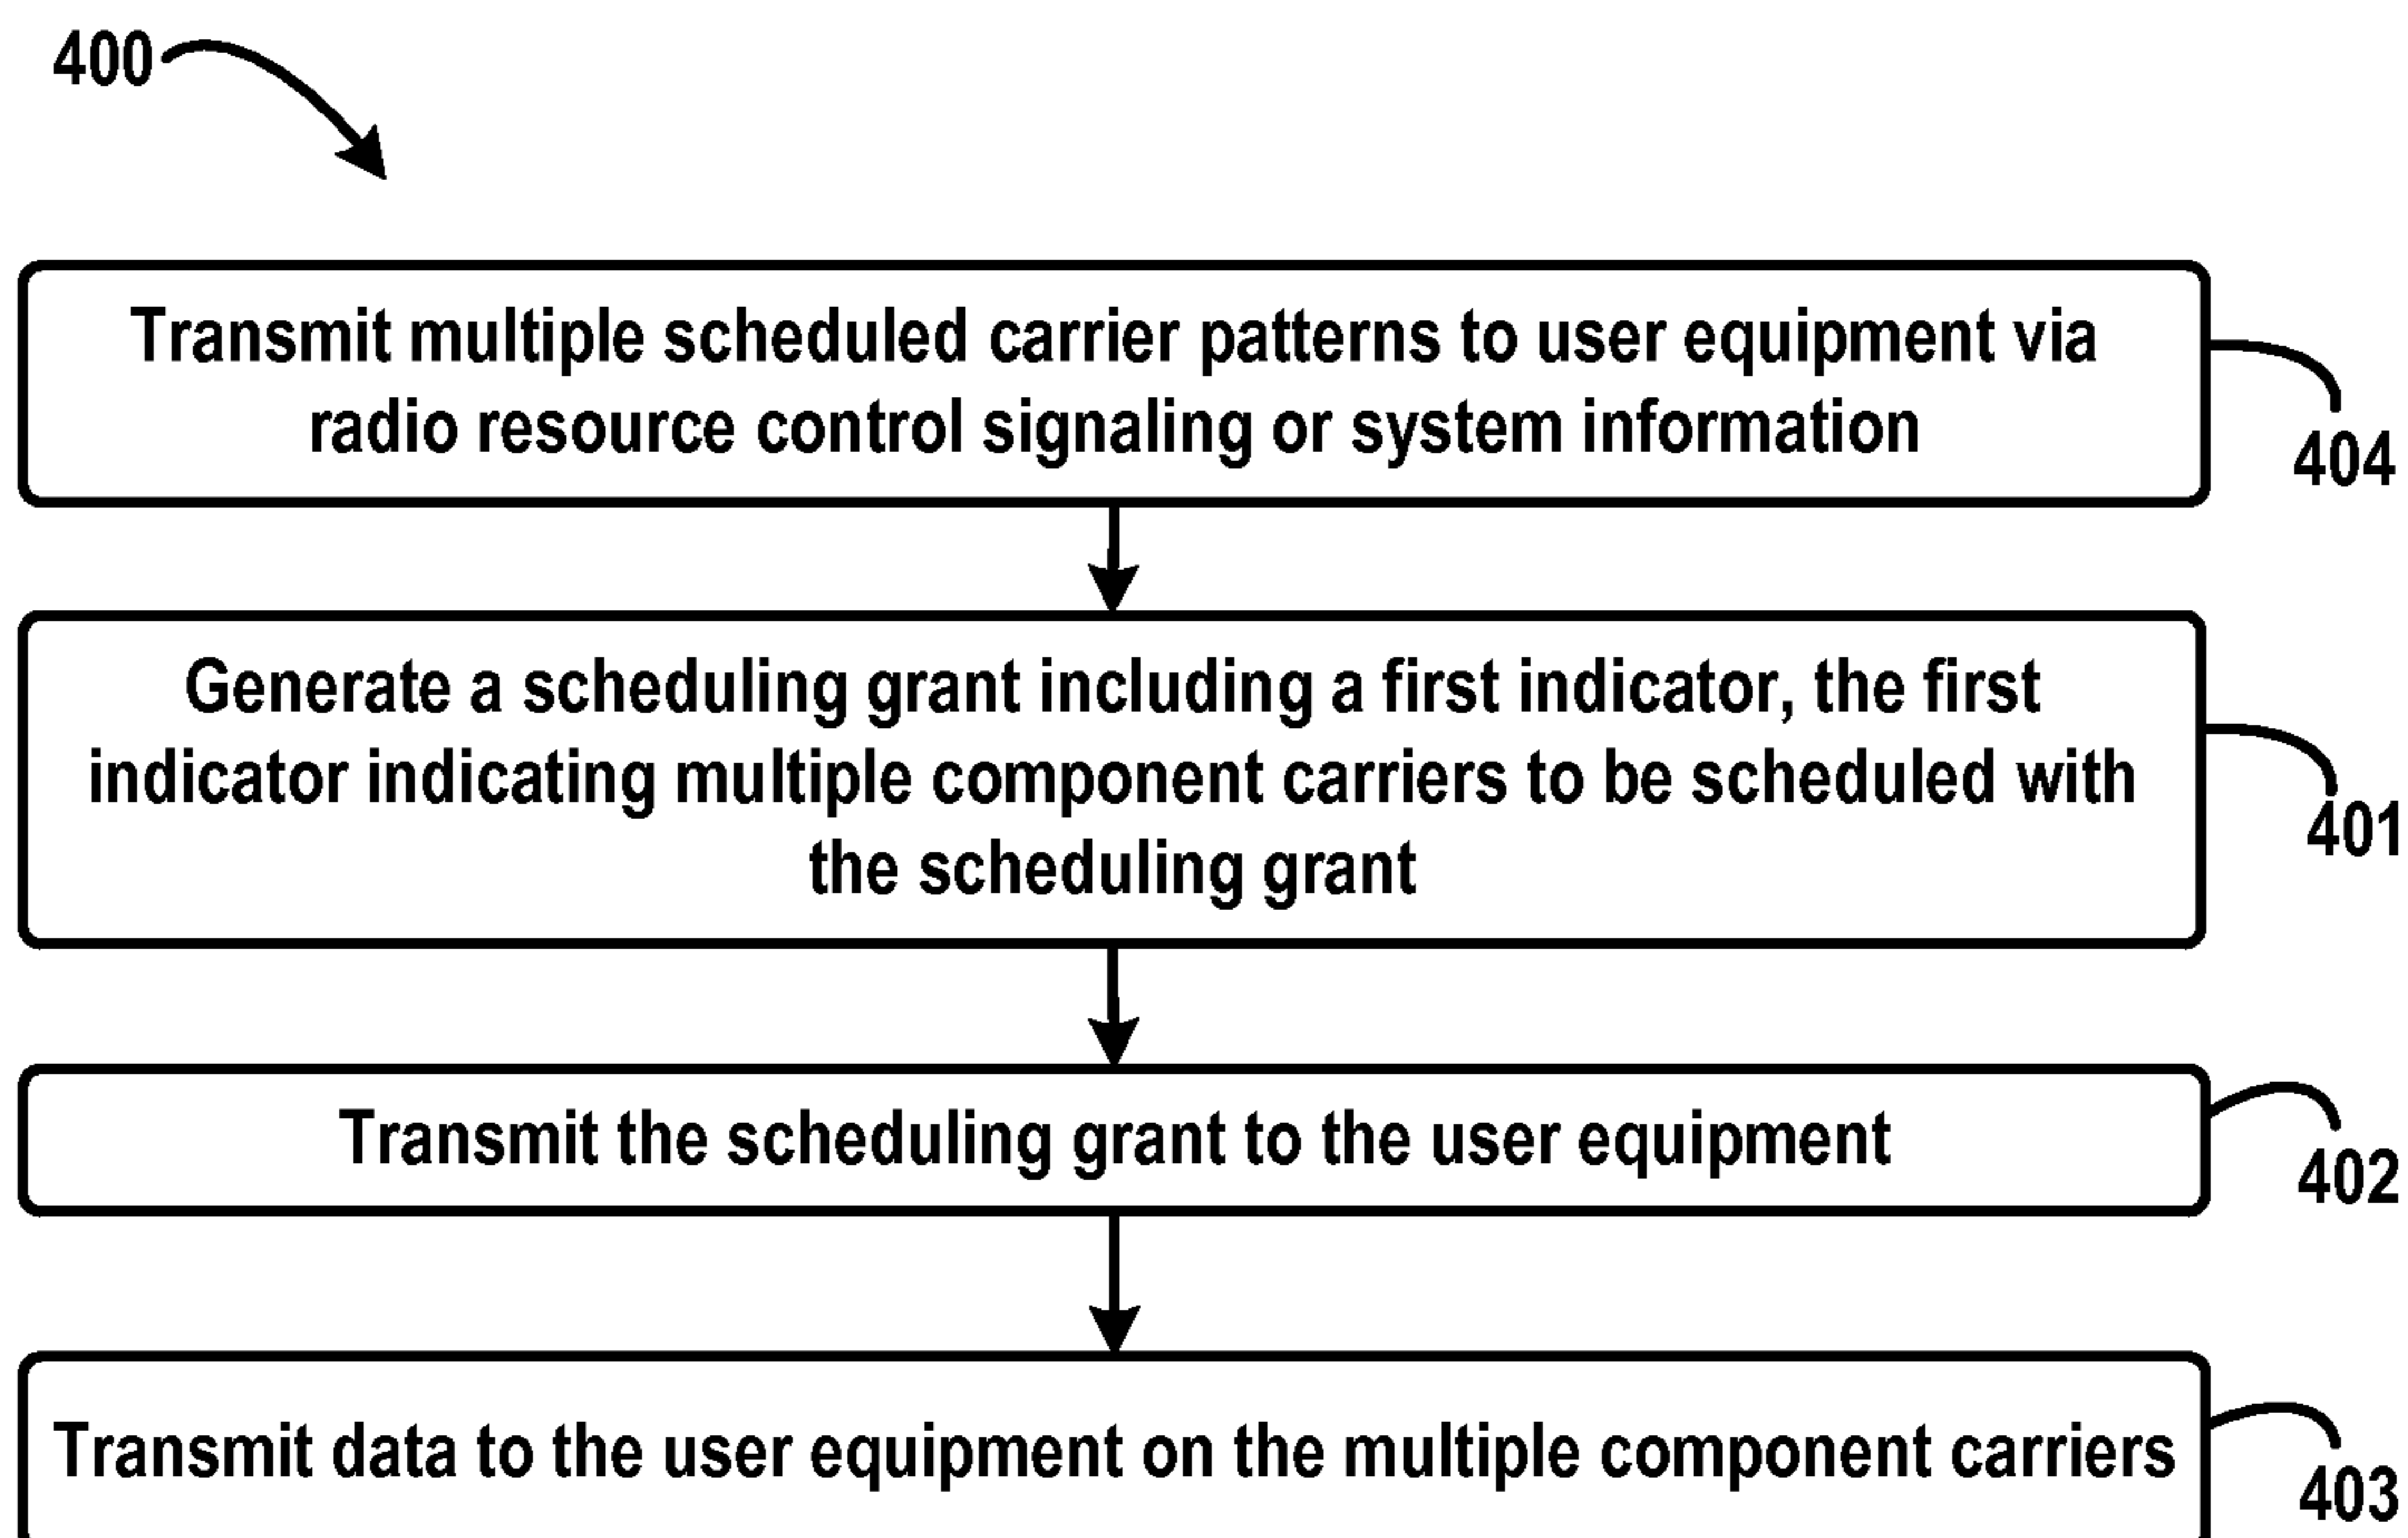 400
Transmit multiple scheduled carrier patterns to user equipment via
radio resource control signaling or system information
404
Generate a scheduling grant including a first indicator, the first
indicator indicating multiple component carriers to be scheduled with
the scheduling grant
401
Transmit the scheduling grant to the user equipment
402
Transmit data to the user equipment on the multiple component carriers
403